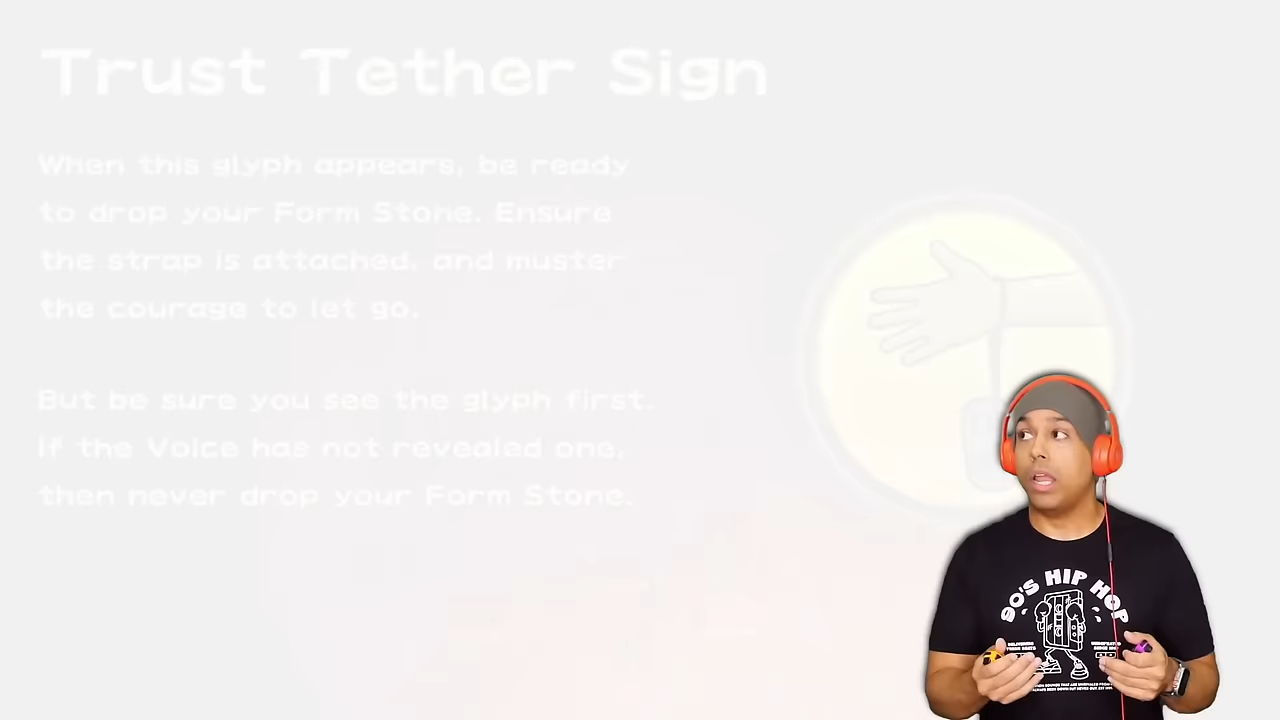 Trust Tether Sign
When this glyph appears, be ready
to drop your Form Stone. Ensure
the strap is attached, and muster
the courage to let go.
But be sure you see the glyph first.
If the Voice has not revealed one,
then never drop your Form Stone.
90'S HIP HOP